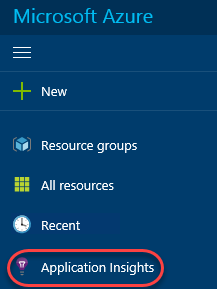 Microsoft Azure
New
Resource groups
All resources
Recent
Application Insights